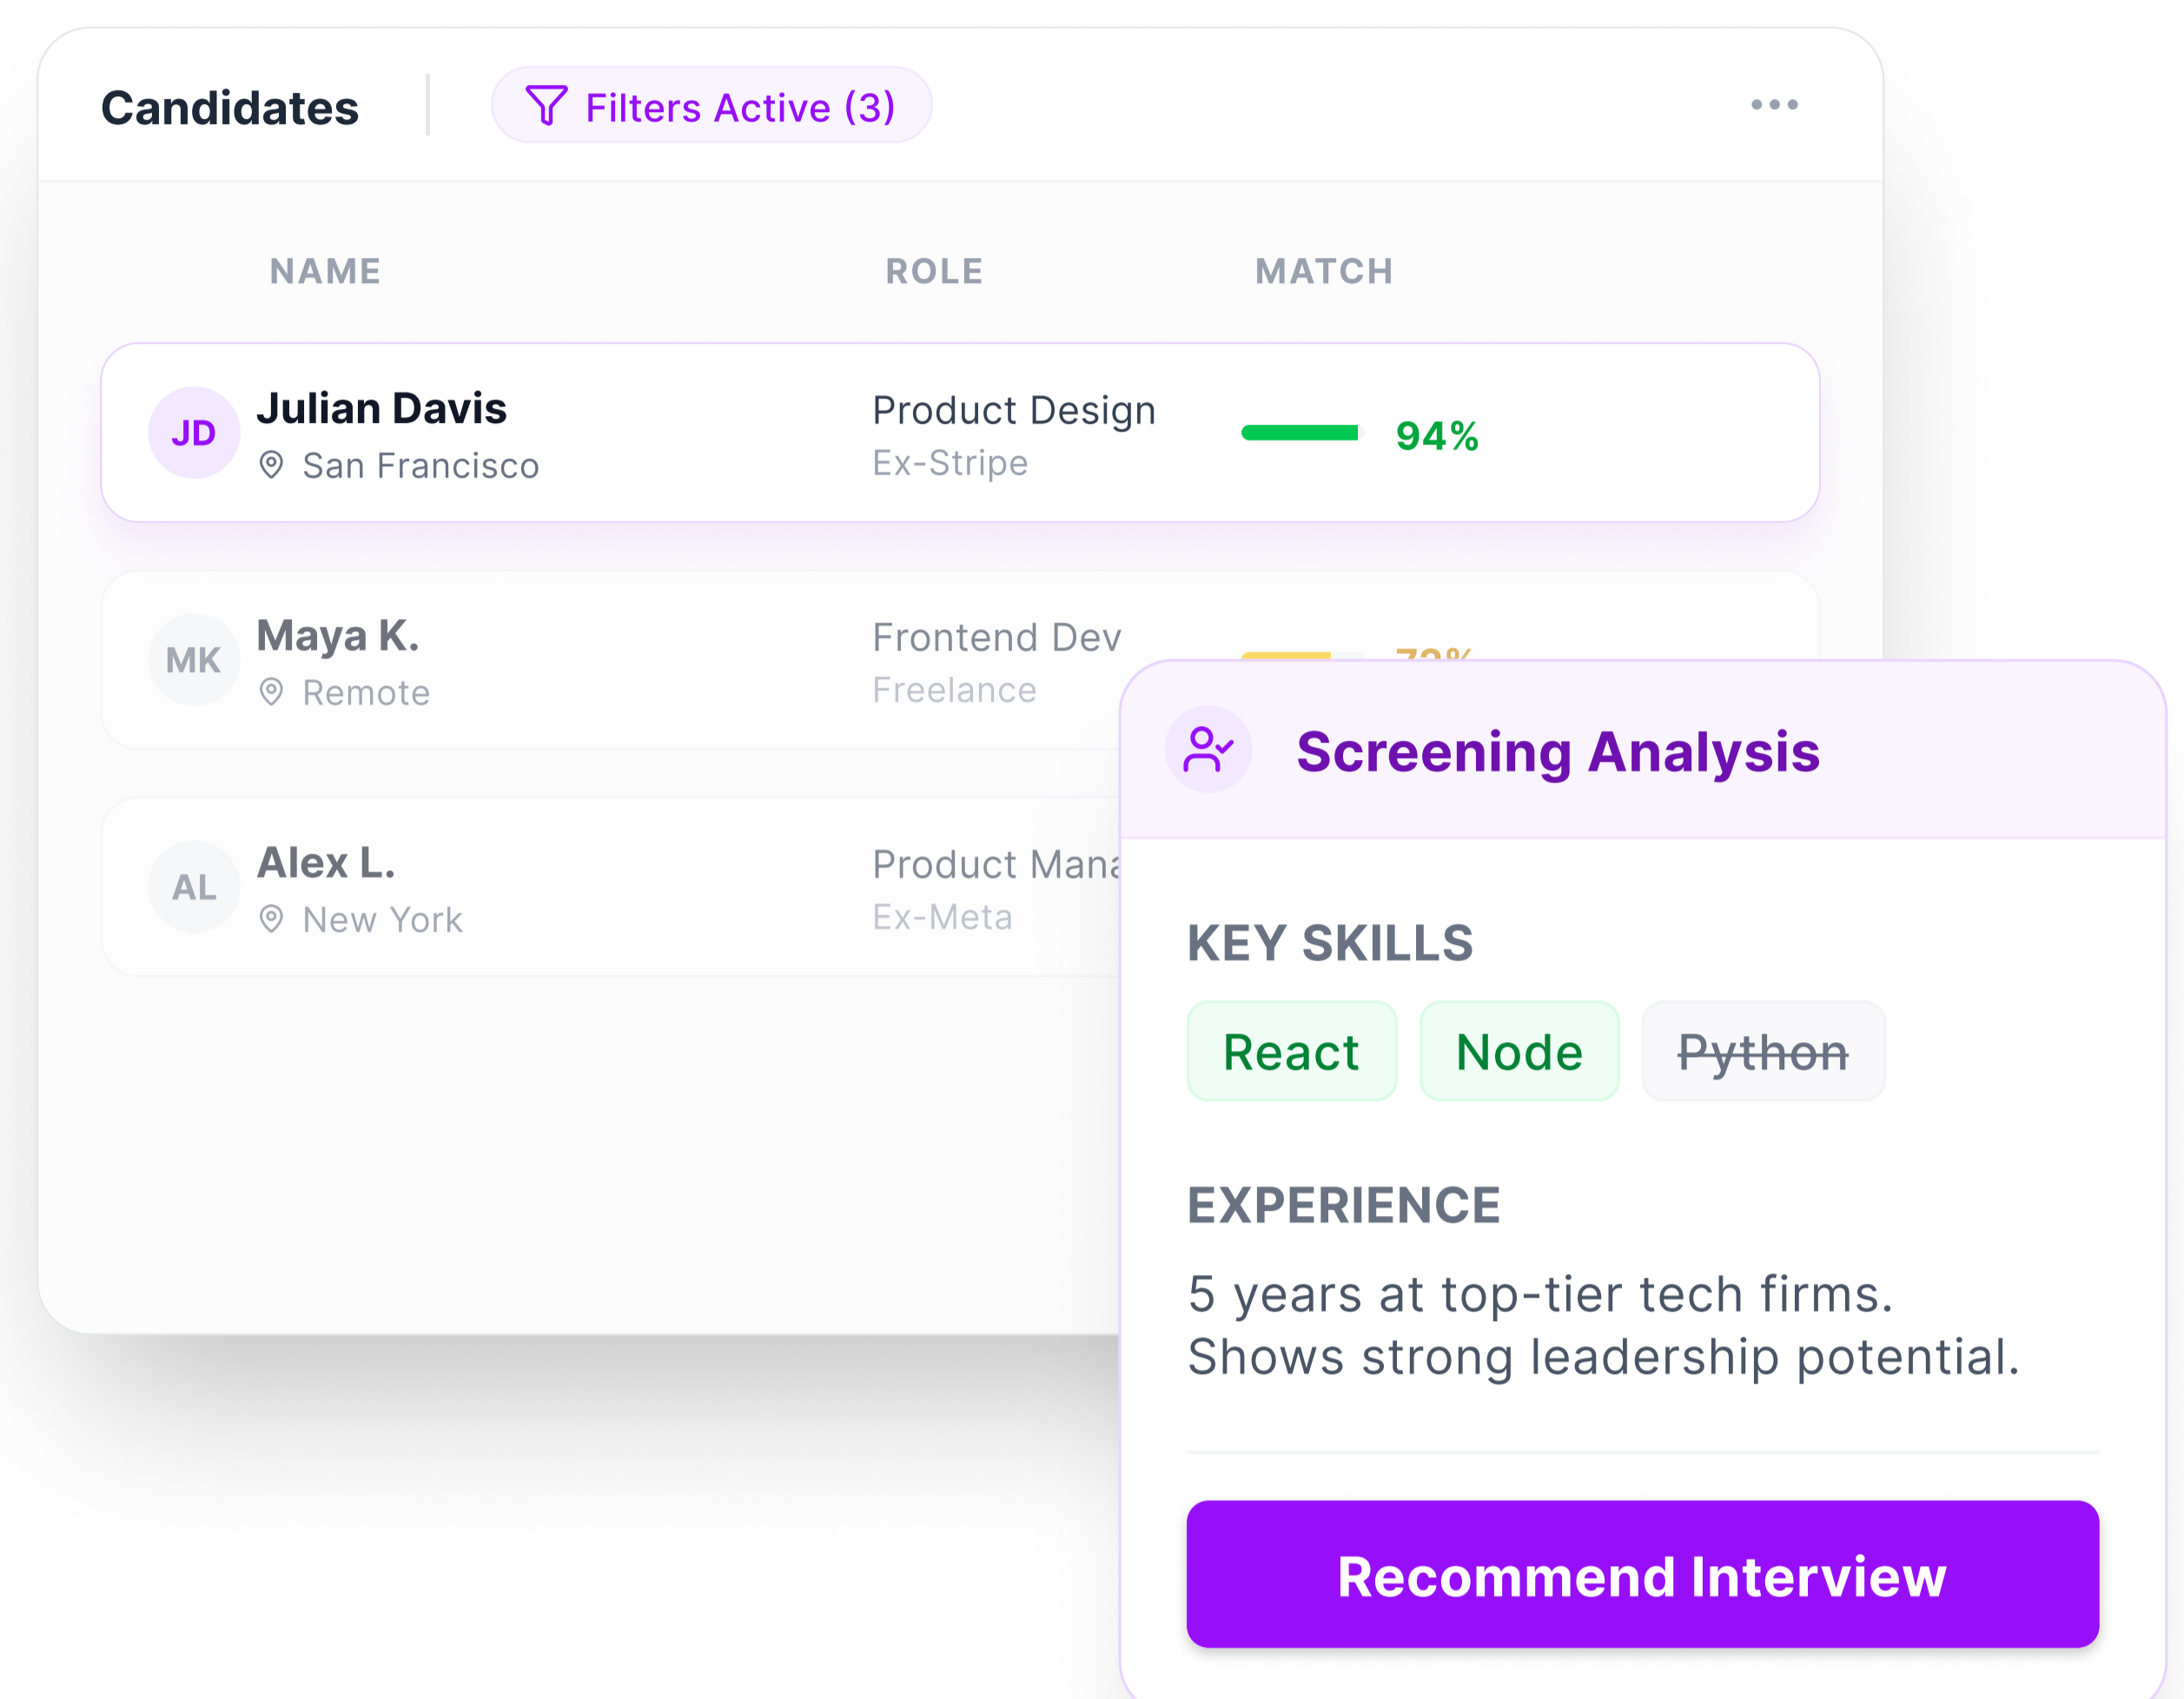 Candidates
Filters Active (3)
NAME ROLE MATCH
JD
Julian Davis
San Francisco
Product Design
Ex-Stripe
94%
MK
Maya K.
Remote
Frontend Dev
Freelance
AL
Alex L.
New York
Product
Ex-Meta
Screening Analysis
KEY SKILLS
React
Node
Python
EXPERIENCE
5 years at top-tier tech firms.
Shows strong leadership potential.
Recommend Interview